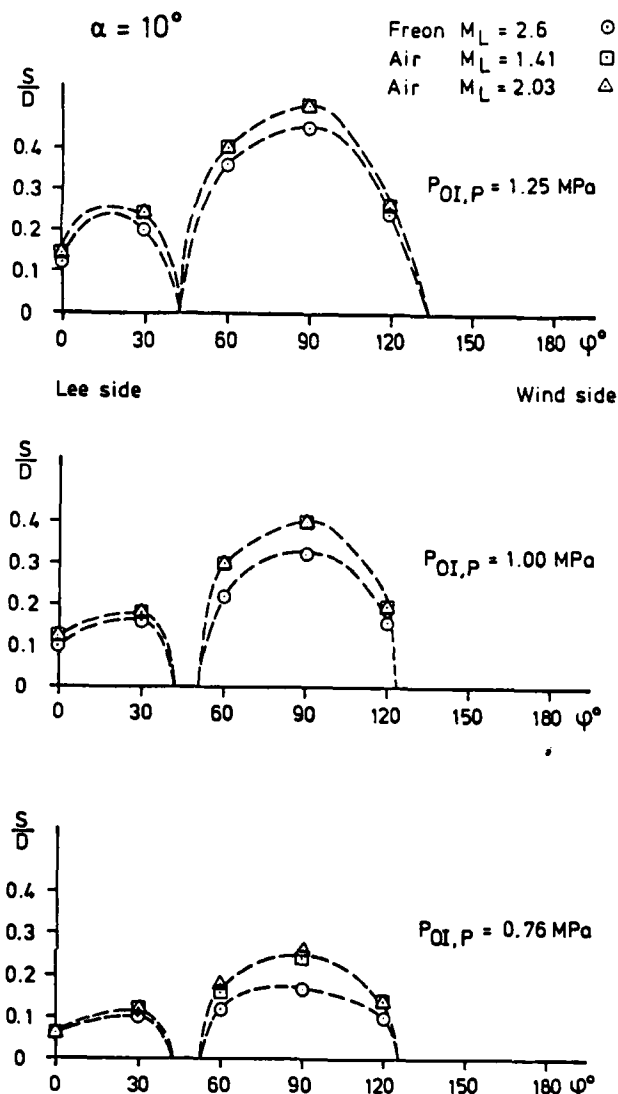 α = 10°
Freon M_L = 2.6
Air M_L = 1.41
Air M_L = 2.03
S/D
0.4
0.3
0.2
0.1
0
P_OI,P = 1.25 MPa
0 30 60 90 120 150 180 φ°
Lee side Wind side
S/D
0.4
0.3
0.2
0.1
0
P_OI,P = 1.00 MPa
0 30 60 90 120 150 180 φ°
S/D
0.4
0.3
0.2
0.1
0
P_OI,P = 0.76 MPa
0 30 60 90 120 150 180 φ°